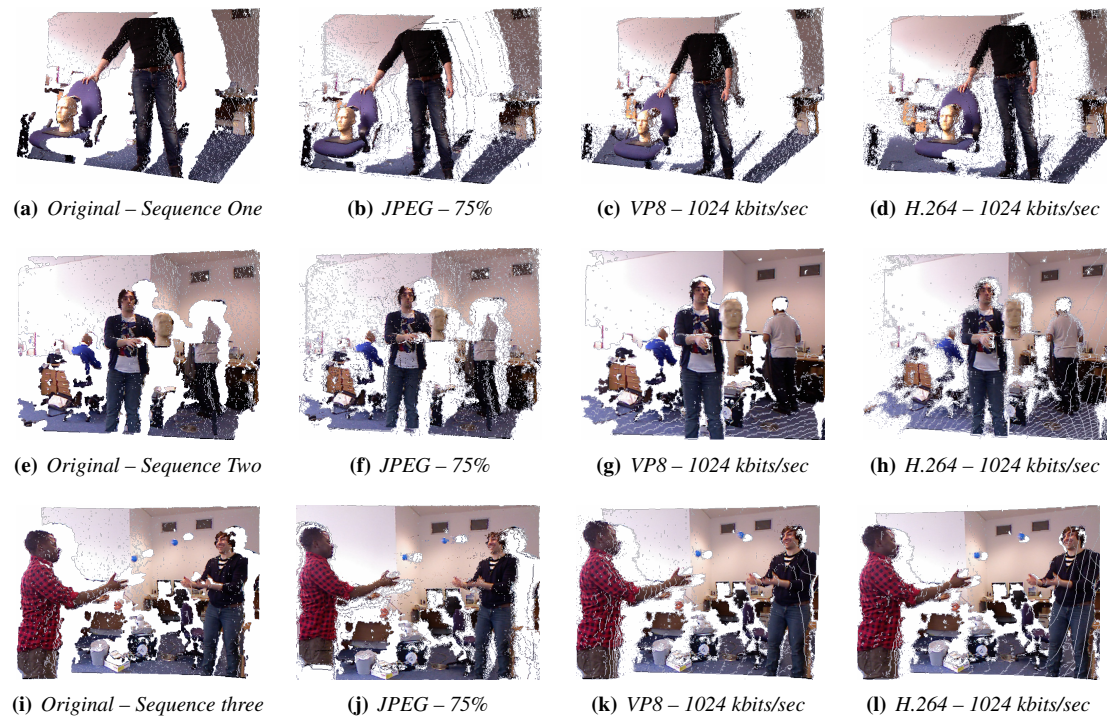 (a) Original – Sequence One
(b) JPEG – 75%
(c) VP8 – 1024 kbits/sec
(d) H.264 – 1024 kbits/sec
(e) Original – Sequence Two
(f) JPEG – 75%
(g) VP8 – 1024 kbits/sec
(h) H.264 – 1024 kbits/sec
(i) Original – Sequence three
(j) JPEG – 75%
(k) VP8 – 1024 kbits/sec
(l) H.264 – 1024 kbits/sec